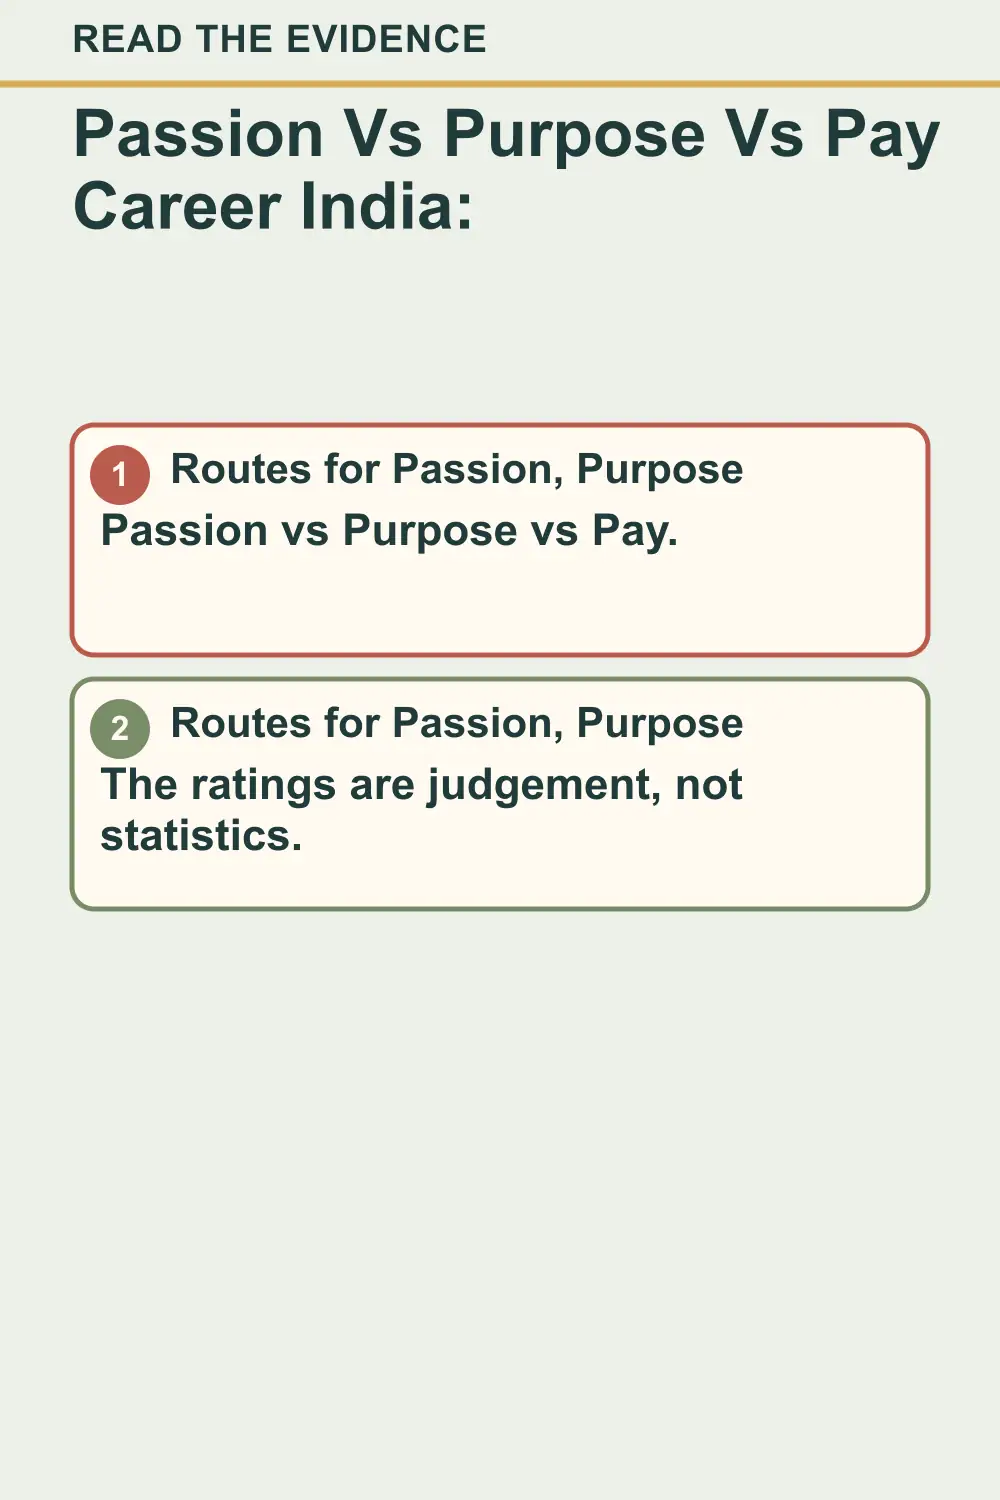 READ THE EVIDENCE
Passion Vs Purpose Vs Pay
Career India:
1 Routes for Passion, Purpose
Passion vs Purpose vs Pay.
2 Routes for Passion, Purpose
The ratings are judgement, not
statistics.